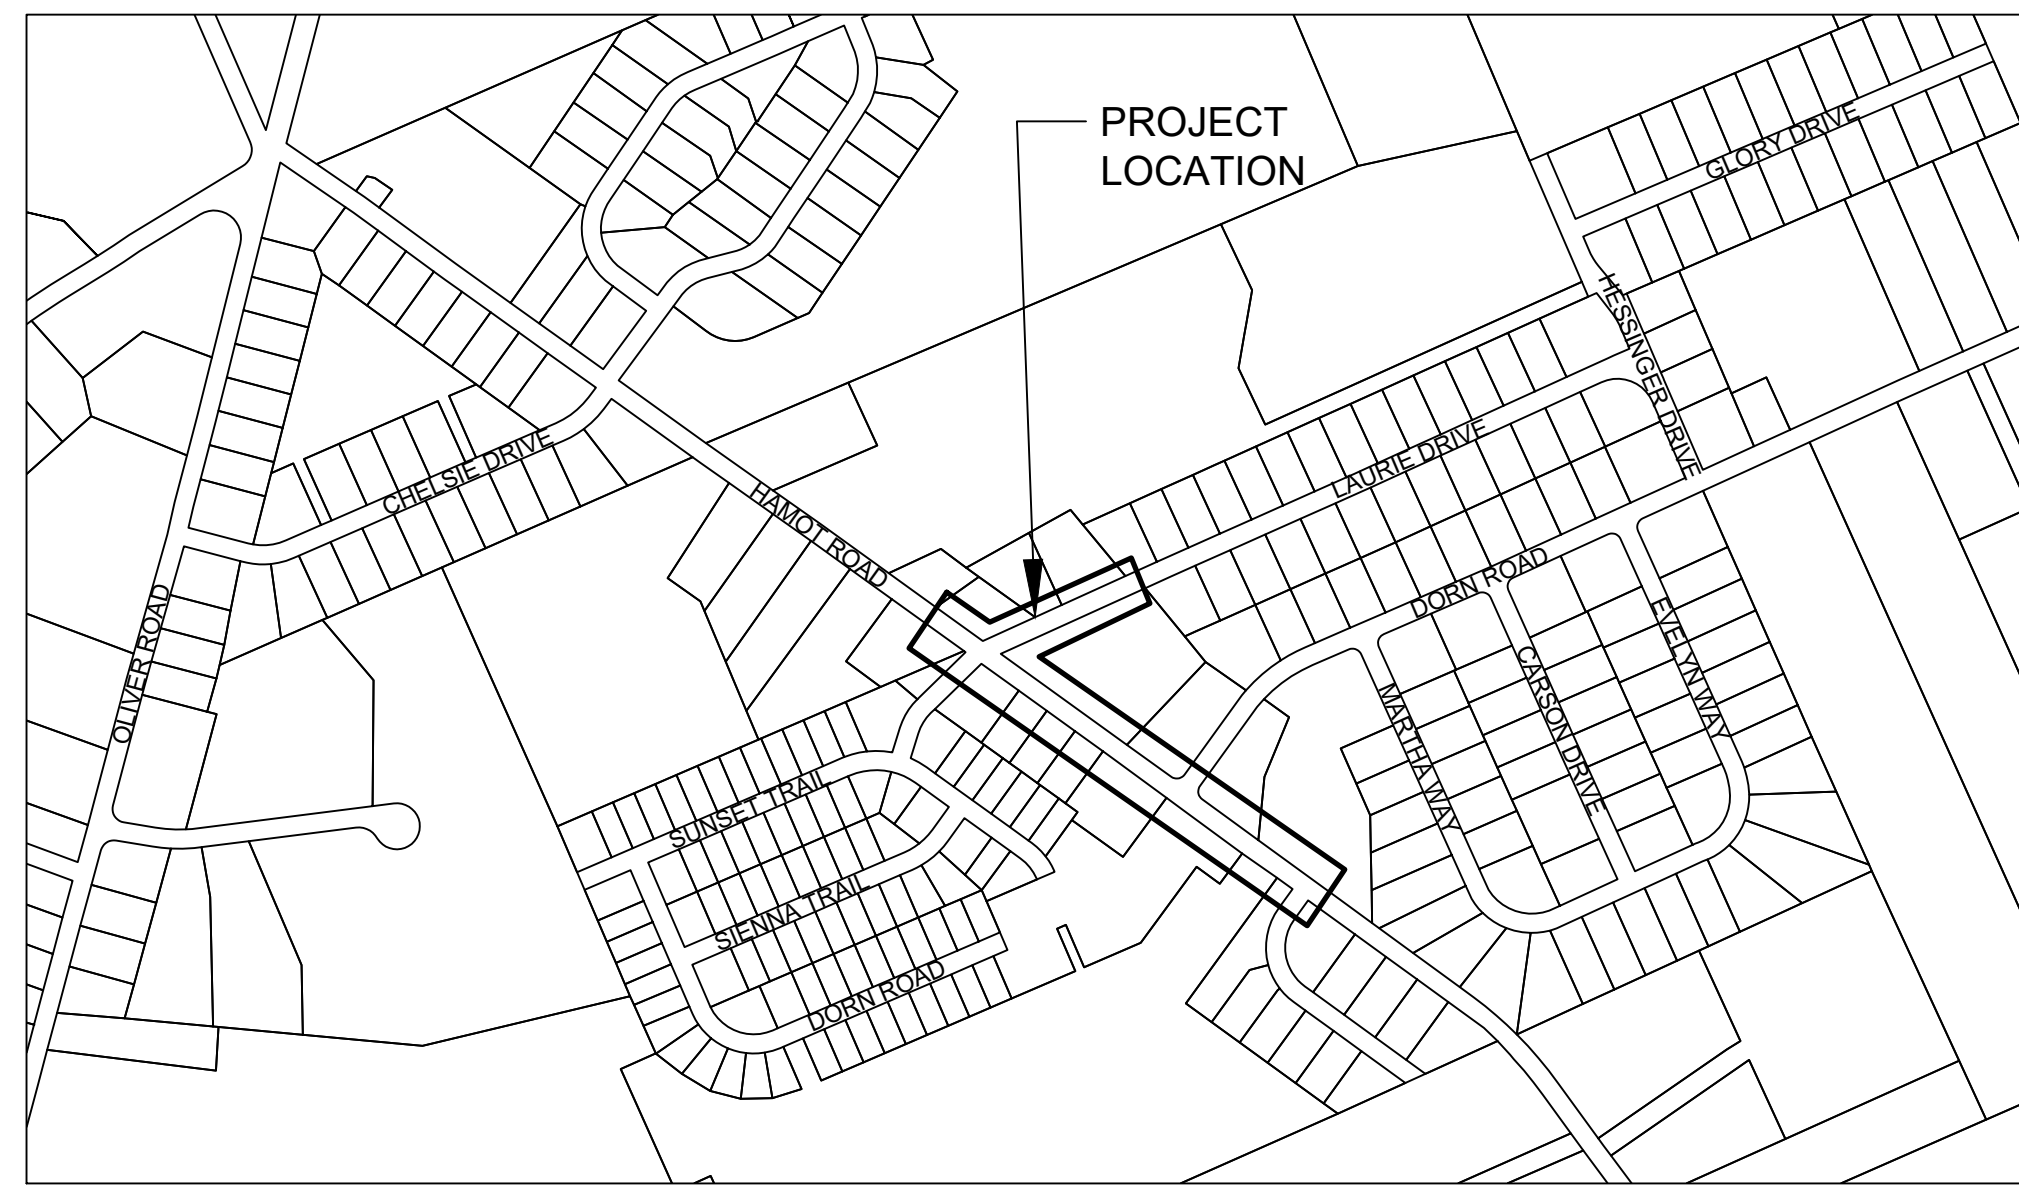 PROJECT
LOCATION
GLORY DRIVE
HESSINGER DRIVE
LAURIE DRIVE
CHELSIE DRIVE
HAMOT ROAD
DORN ROAD
EVELYN WAY
OLIVER ROAD
CARSON DRIVE
MARTHA WAY
SUNSET TRAIL
SIENNA TRAIL
DORN ROAD